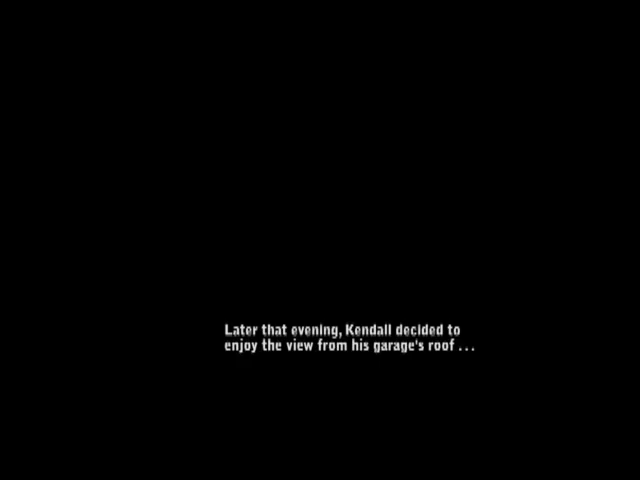 Later that evening, Kendall decided to
enjoy the view from his garage's roof ...